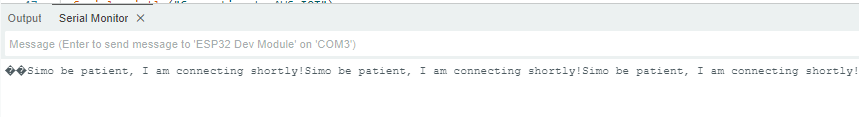 Output Serial Monitor ×
Message (Enter to send message to 'ESP32 Dev Module' on 'COM3')
��Simo be patient, I am connecting shortly!Simo be patient, I am connecting shortly!Simo be patient, I am connecting shortly!